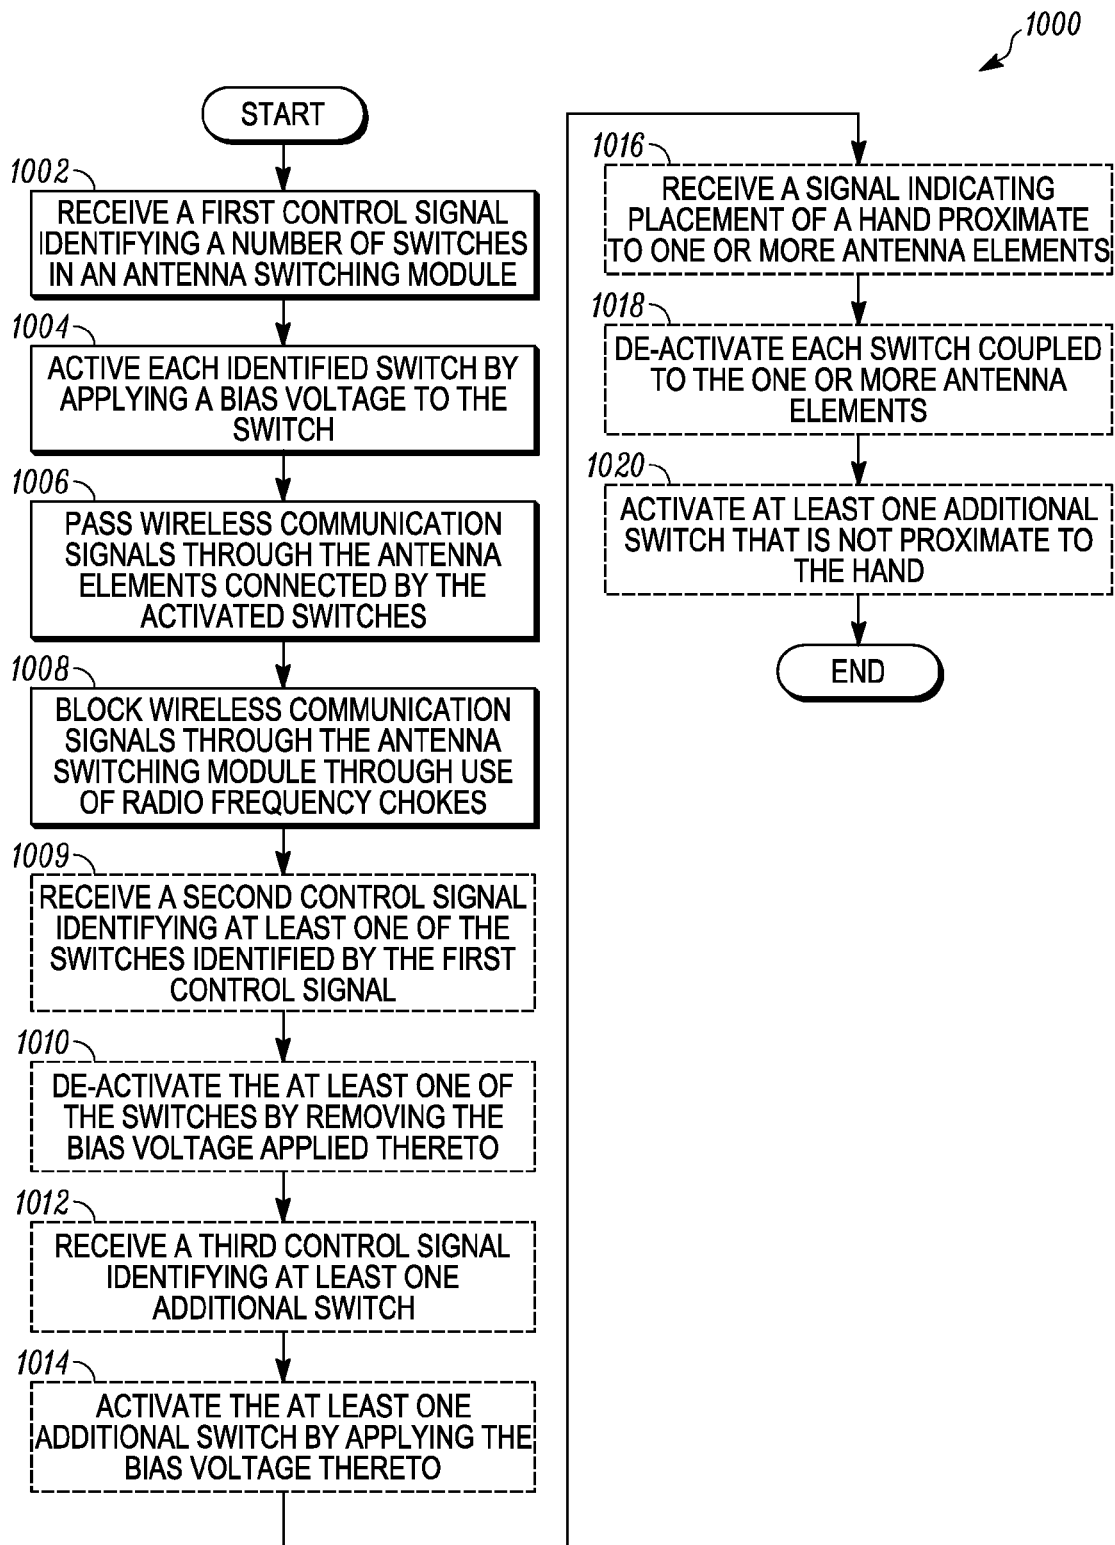 1000
START
1002
RECEIVE A FIRST CONTROL SIGNAL
IDENTIFYING A NUMBER OF SWITCHES
IN AN ANTENNA SWITCHING MODULE
1004
ACTIVE EACH IDENTIFIED SWITCH BY
APPLYING A BIAS VOLTAGE TO THE
SWITCH
1006
PASS WIRELESS COMMUNICATION
SIGNALS THROUGH THE ANTENNA
ELEMENTS CONNECTED BY THE
ACTIVATED SWITCHES
1008
BLOCK WIRELESS COMMUNICATION
SIGNALS THROUGH THE ANTENNA
SWITCHING MODULE THROUGH USE
OF RADIO FREQUENCY CHOKES
1009
RECEIVE A SECOND CONTROL SIGNAL
IDENTIFYING AT LEAST ONE OF THE
SWITCHES IDENTIFIED BY THE FIRST
CONTROL SIGNAL
1010
DE-ACTIVATE THE AT LEAST ONE OF
THE SWITCHES BY REMOVING THE
BIAS VOLTAGE APPLIED THERETO
1012
RECEIVE A THIRD CONTROL SIGNAL
IDENTIFYING AT LEAST ONE
ADDITIONAL SWITCH
1014
ACTIVATE THE AT LEAST ONE
ADDITIONAL SWITCH BY APPLYING THE
BIAS VOLTAGE THERETO
1016
RECEIVE A SIGNAL INDICATING
PLACEMENT OF A HAND PROXIMATE
TO ONE OR MORE ANTENNA ELEMENTS
1018
DE-ACTIVATE EACH SWITCH COUPLED
TO THE ONE OR MORE ANTENNA
ELEMENTS
1020
ACTIVATE AT LEAST ONE ADDITIONAL
SWITCH THAT IS NOT PROXIMATE TO
THE HAND
END